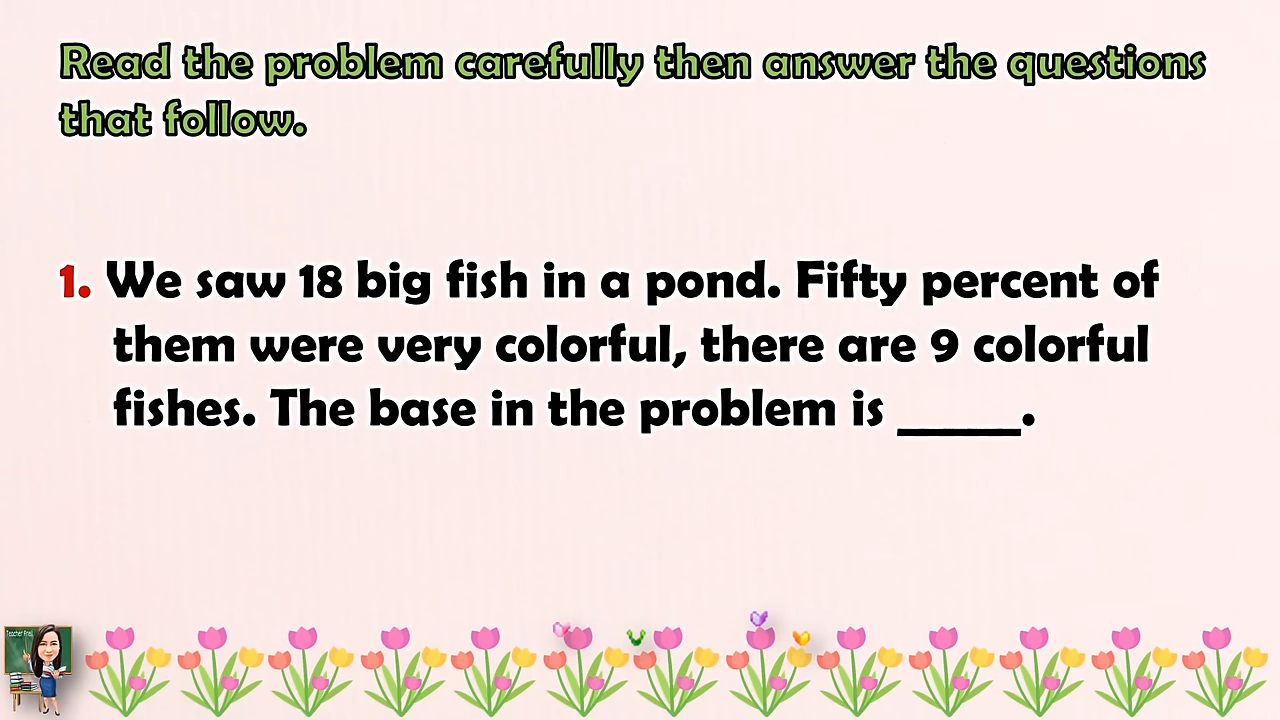 Read the problem carefully then answer the questions
that follow.
1. We saw 18 big fish in a pond. Fifty percent of
them were very colorful, there are 9 colorful
fishes. The base in the problem is _____.